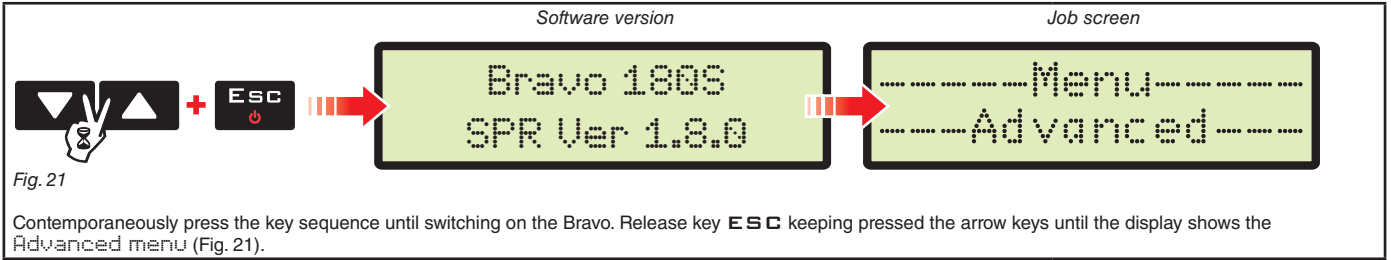 Software version
Job screen
Bravo 180S
SPR Ver 1.8.0
------Menu------
---Advanced---
+
Esc
Fig. 21
Contemporaneously press the key sequence until switching on the Bravo. Release key ESC keeping pressed the arrow keys until the display shows the
Advanced menu (Fig. 21).